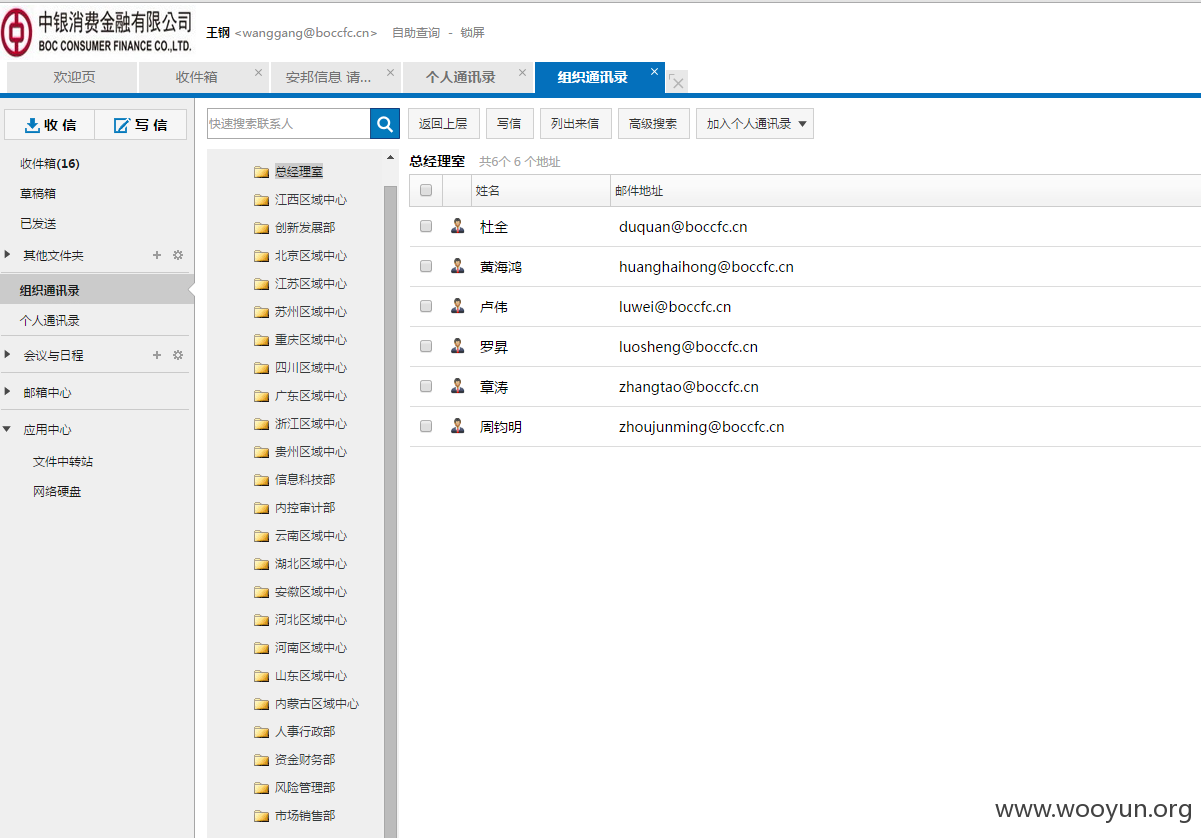 中银消费金融有限公司
BOC CONSUMER FINANCE CO.,LTD.
王钢 <wanggang@boccfc.cn> 自助查询 - 锁屏
欢迎页 收件箱 安邦信息 请... 个人通讯录 组织通讯录
收信 写信
收件箱(16)
草稿箱
已发送
其他文件夹
组织通讯录
个人通讯录
会议与日程
邮箱中心
应用中心
文件中转站
网络硬盘
快速搜索联系人
返回上层 写信 列出来信 高级搜索 加入个人通讯录
总经理室
江西区域中心
创新发展部
北京区域中心
江苏区域中心
苏州区域中心
重庆区域中心
四川区域中心
广东区域中心
浙江区域中心
贵州区域中心
信息科技部
内控审计部
云南区域中心
湖北区域中心
安徽区域中心
河北区域中心
河南区域中心
山东区域中心
内蒙古区域中心
人事行政部
资金财务部
风险管理部
市场销售部
总经理室 共6个 6 个地址
姓名 邮件地址
杜全 duquan@boccfc.cn
黄海鸿 huanghaihong@boccfc.cn
卢伟 luwei@boccfc.cn
罗昇 luosheng@boccfc.cn
章涛 zhangtao@boccfc.cn
周钧明 zhoujunming@boccfc.cn
www.wooyun.org